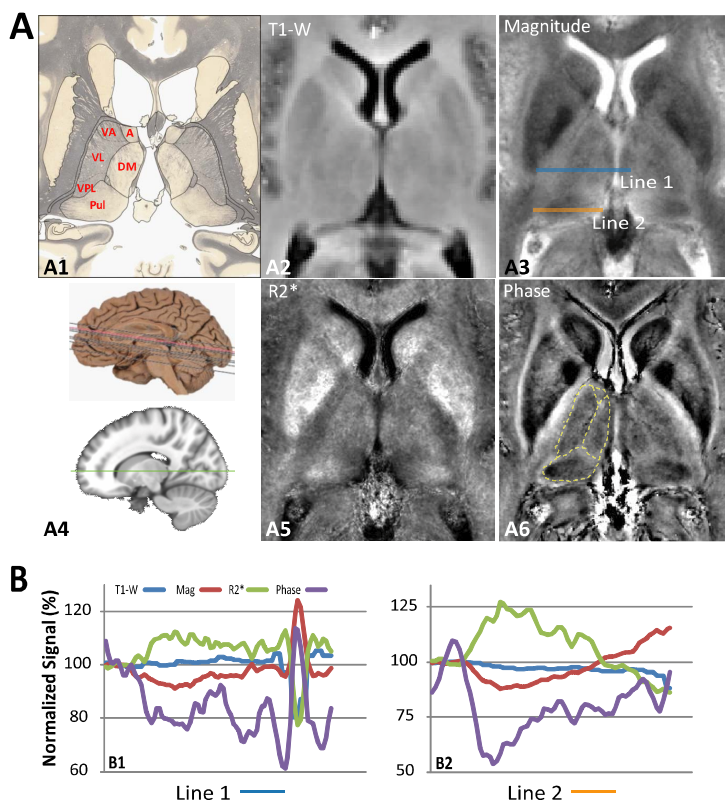 A
T1-W
Magnitude
VA
A
VL
DM
VPL
Pul
Line 1
Line 2
A1
A2
A3
R2*
Phase
A4
A5
A6
B
T1-W Mag R2* Phase
Normalized Signal (%)
120
100
80
60
B1
125
100
75
50
B2
Line 1
Line 2